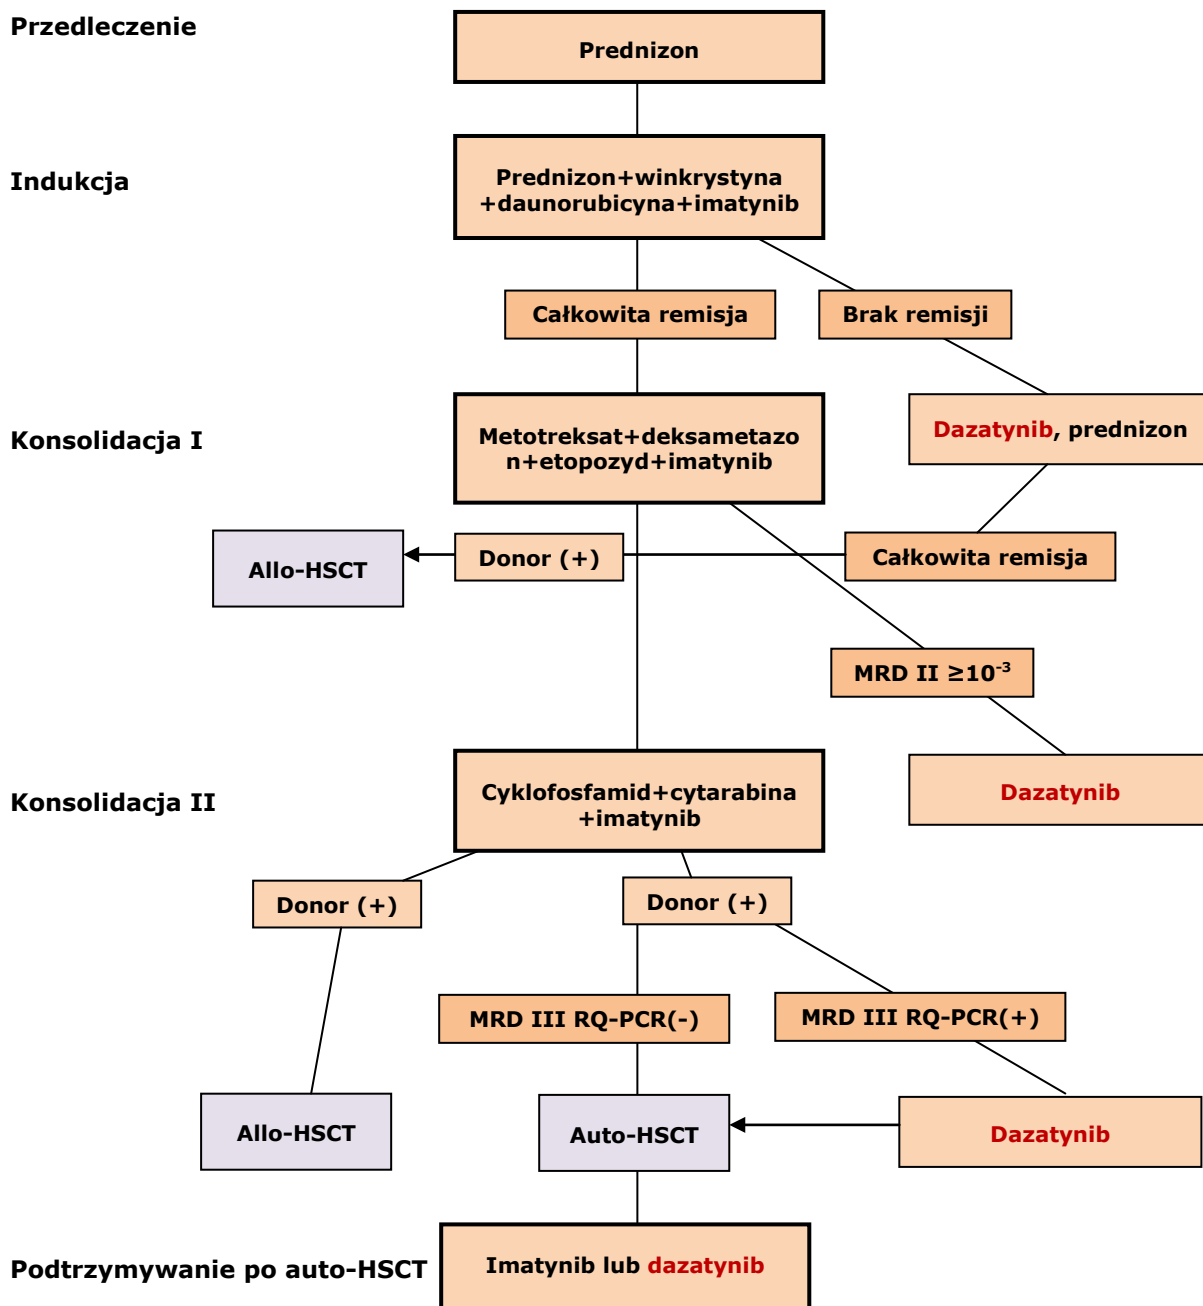 Przedleczenie
Prednizon
Indukcja
Prednizon+winkrystyna
+daunorubicyna+imatynib
Całkowita remisja
Brak remisji
Konsolidacja I
Metotreksat+deksametazo
n+etopozyd+imatynib
Dazatynib, prednizon
Allo-HSCT
Donor (+)
Całkowita remisja
MRD II ≥10⁻³
Konsolidacja II
Cyklofosfamid+cytarabina
+imatynib
Dazatynib
Donor (+)
Donor (+)
MRD III RQ-PCR(-)
MRD III RQ-PCR(+)
Allo-HSCT
Auto-HSCT
Dazatynib
Podtrzymywanie po auto-HSCT
Imatynib lub dazatynib